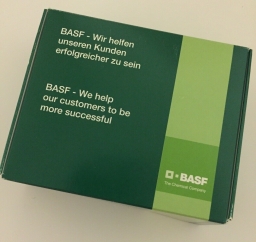 BASF - Wir helfen
unseren Kunden
erfolgreicher zu sein
BASF - We help
our customers to be
more successful
BASF
The Chemical Company